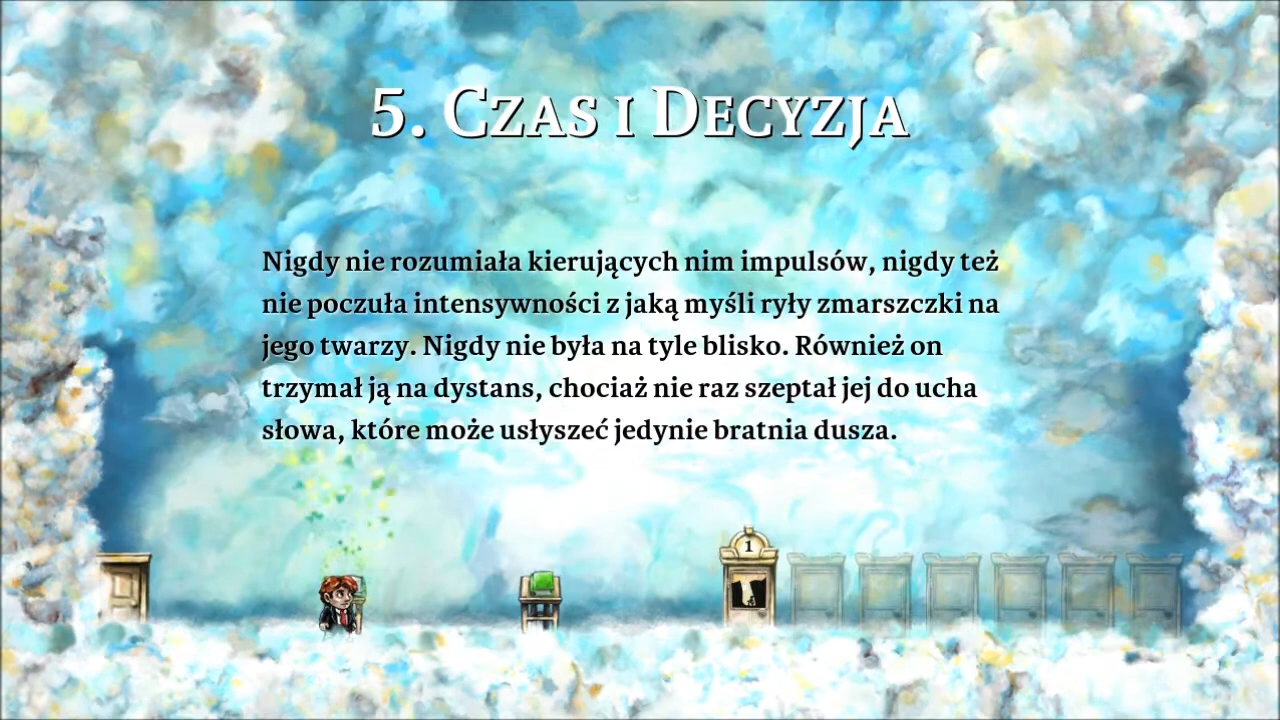 5. Czas i Decyzja
Nigdy nie rozumiała kierujących nim impulsów, nigdy też
nie poczuła intensywności z jaką myśli ryły zmarszczki na
jego twarzy. Nigdy nie była na tyle blisko. Również on
trzymał ją na dystans, chociaż nie raz szeptał jej do ucha
słowa, które może usłyszeć jedynie bratnia dusza.
1